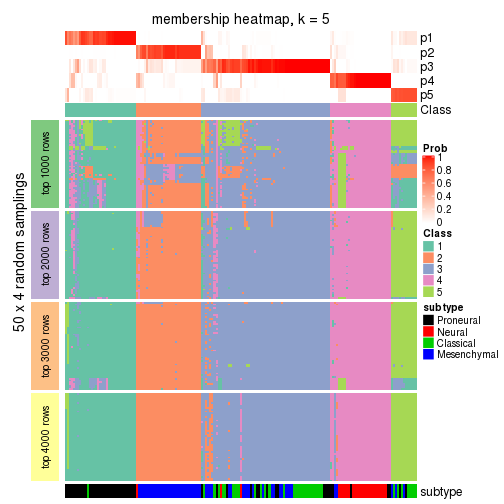 membership heatmap, k = 5
p1
p2
p3
p4
p5
Class
50 x 4 random samplings
top 1000 rows
top 2000 rows
top 3000 rows
top 4000 rows
subtype
Prob
1
0.8
0.6
0.4
0.2
0
Class
1
2
3
4
5
subtype
Proneural
Neural
Classical
Mesenchymal